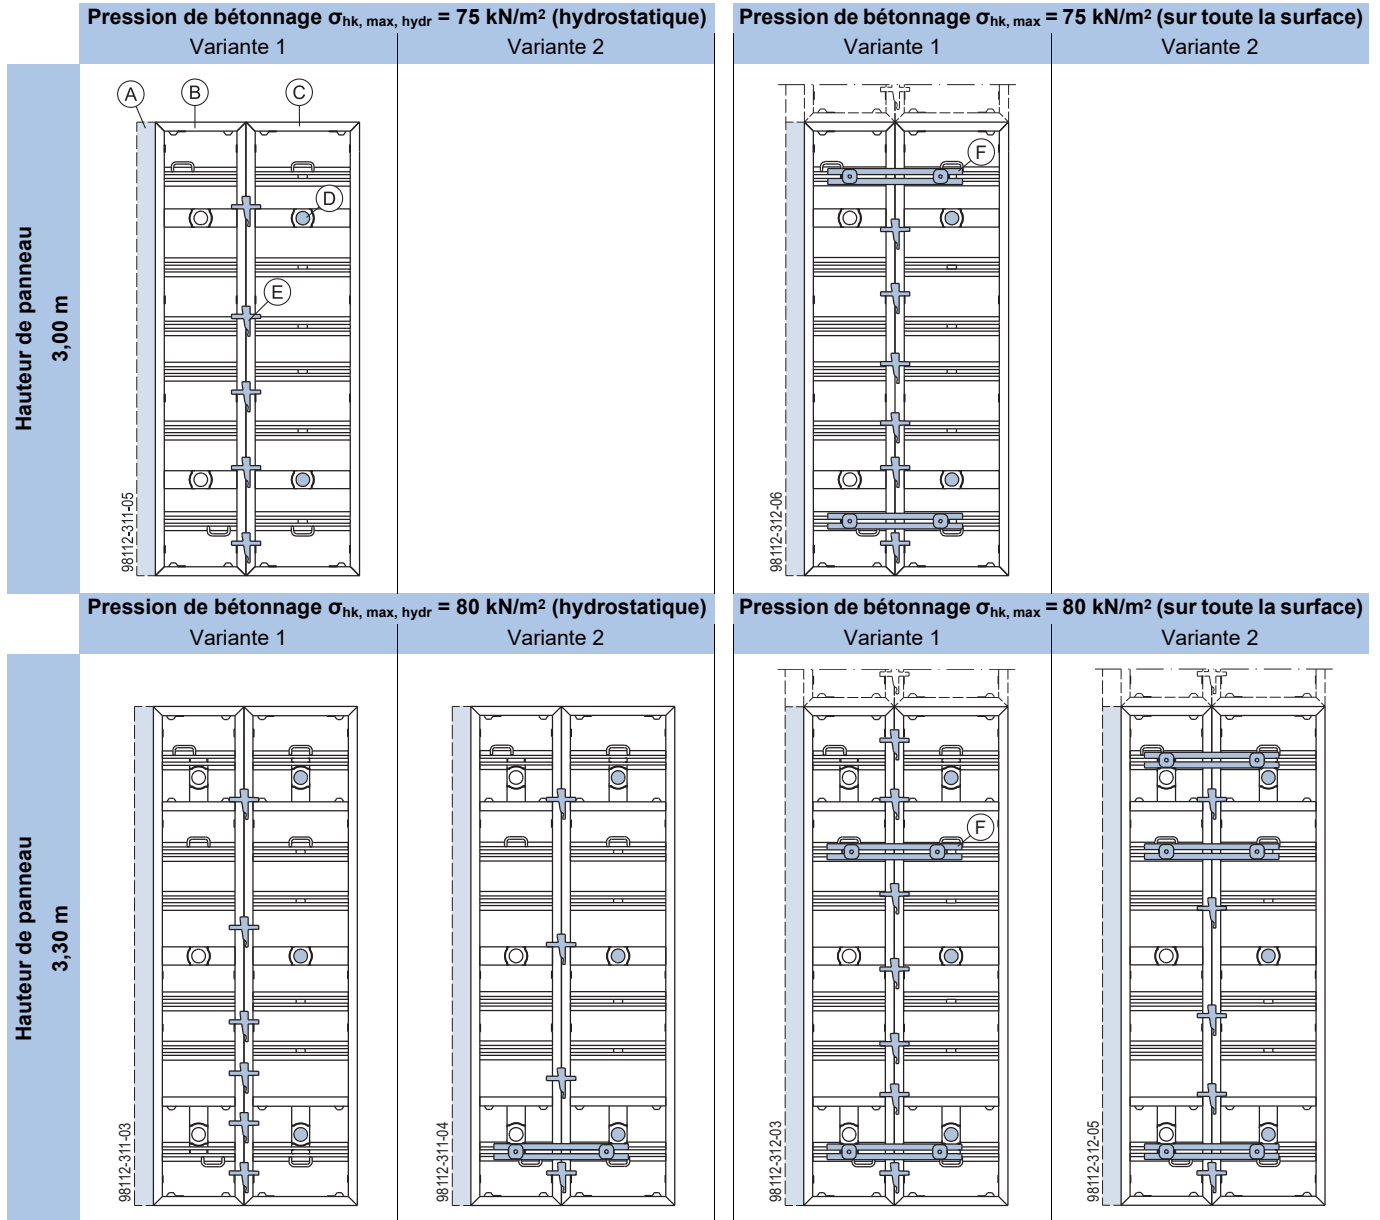 Pression de bétonnage σhk, max, hydr = 75 kN/m² (hydrostatique)
Pression de bétonnage σhk, max = 75 kN/m² (sur toute la surface)
Variante 1
Variante 2
Variante 1
Variante 2
Hauteur de panneau
3,00 m
A
B
C
D
E
98112-311-05
F
98112-312-06
Pression de bétonnage σhk, max, hydr = 80 kN/m² (hydrostatique)
Pression de bétonnage σhk, max = 80 kN/m² (sur toute la surface)
Variante 1
Variante 2
Variante 1
Variante 2
Hauteur de panneau
3,30 m
98112-311-03
98112-311-04
F
98112-312-03
98112-312-05